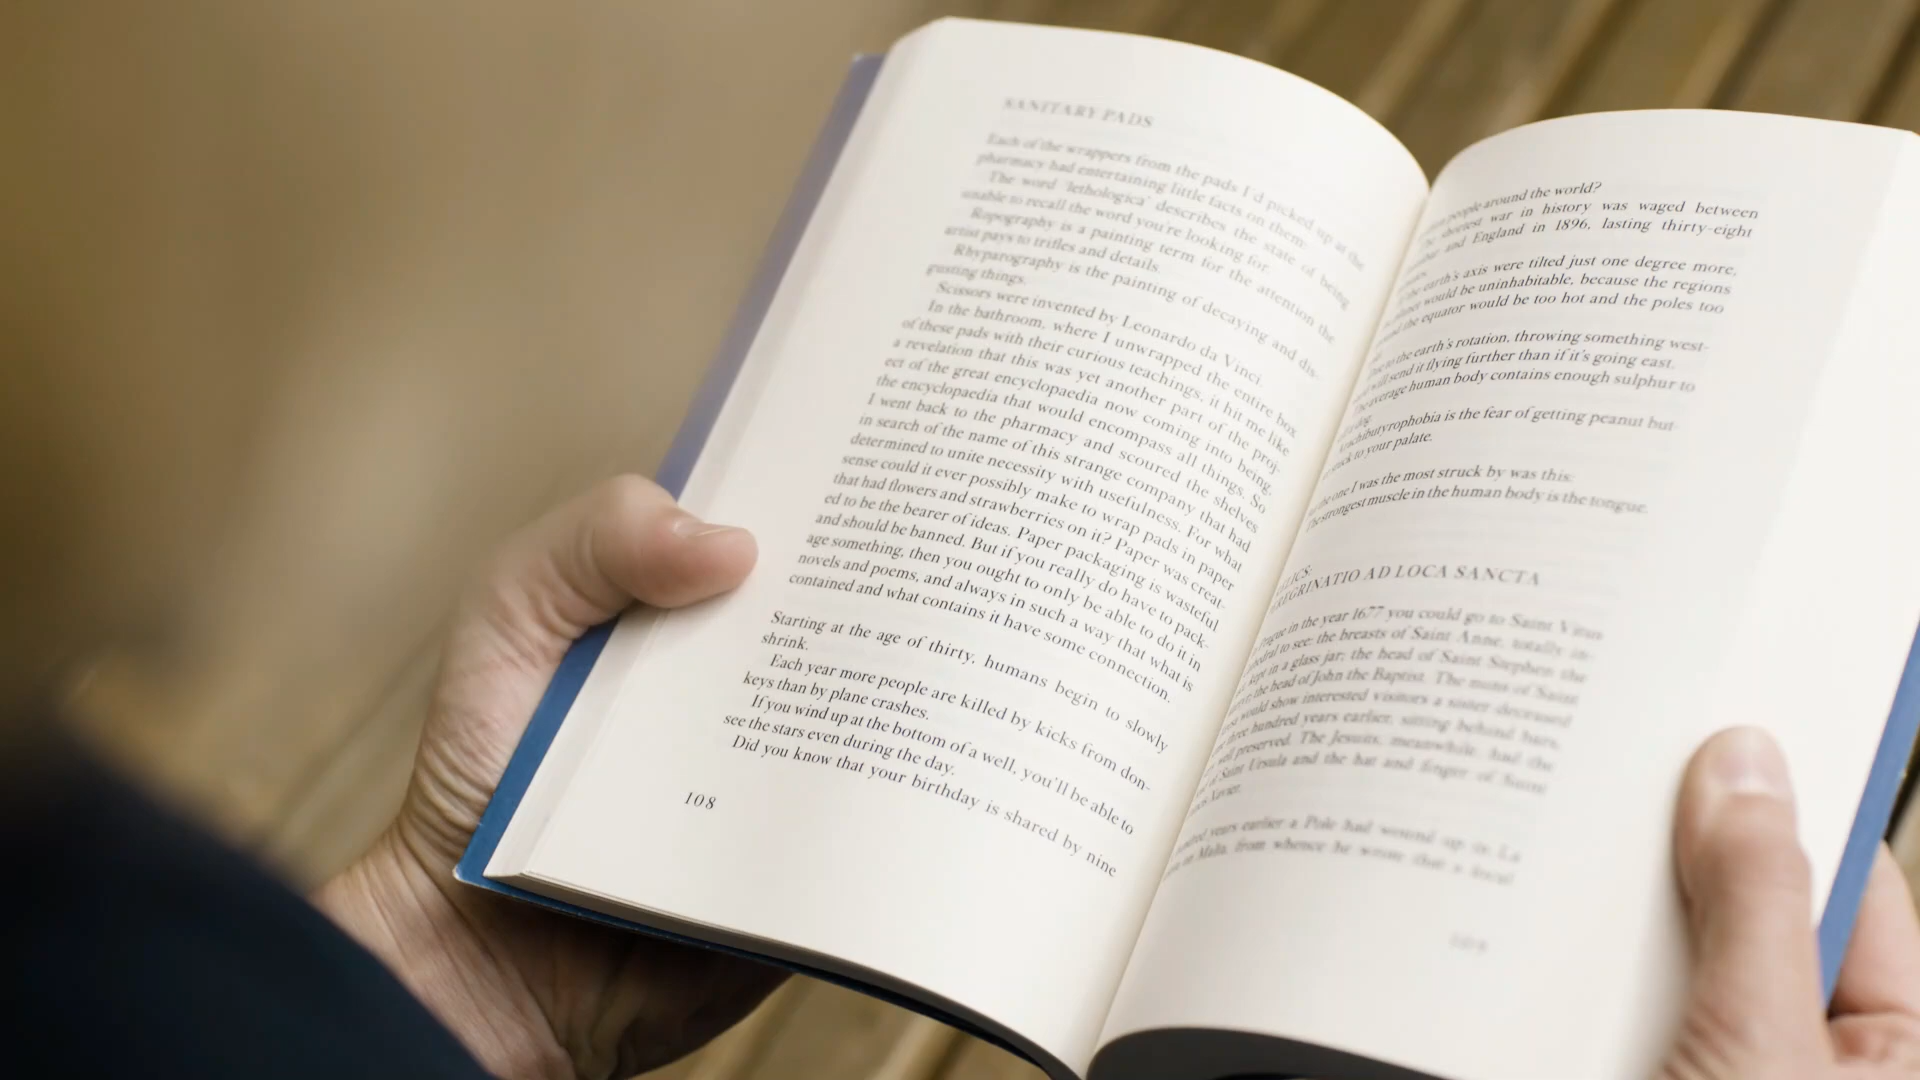 SANITARY PADS
Each of the wrappers from the pads I'd picked up at the
pharmacy had entertaining little facts on them.
The word 'lethologica' describes the state of being
unable to recall the word you're looking for.
Ropography is a painting term for the attention the
artist pays to trifles and details.
Rhyparography is the painting of decaying and dis-
gusting things.
Scissors were invented by Leonardo da Vinci.
In the bathroom, where I unwrapped the entire box
of these pads with their curious teachings, it hit me like
a revelation that this was yet another part of the proj-
ect of the great encyclopaedia now coming into being,
the encyclopaedia that would encompass all things. So
I went back to the pharmacy and scoured the shelves
in search of the name of this strange company that had
determined to unite necessity with usefulness. For what
sense could it ever possibly make to wrap pads in paper
that had flowers and strawberries on it? Paper was creat-
ed to be the bearer of ideas. Paper packaging is wasteful
and should be banned. But if you really do have to pack-
age something, then you ought to only be able to do it in
novels and poems, and always in such a way that what is
contained and what contains it have some connection.
Starting at the age of thirty, humans begin to slowly
shrink.
Each year more people are killed by kicks from don-
keys than by plane crashes.
If you wind up at the bottom of a well, you'll be able to
see the stars even during the day.
Did you know that your birthday is shared by nine
108
people around the world?
shortest war in history was waged between
and England in 1896, lasting thirty-eight
earth's axis were tilted just one degree more,
would be uninhabitable, because the regions
the equator would be too hot and the poles too
to the earth's rotation, throwing something west-
will send it flying further than if it's going east.
The average human body contains enough sulphur to
dog.
Arachibutyrophobia is the fear of getting peanut but-
stuck to your palate.
the one I was the most struck by was this:
The strongest muscle in the human body is the tongue.
PEREGRINATIO AD LOCA SANCTA
Prague in the year 1677 you could go to Saint Vitus
to see: the breasts of Saint Anne, totally in-
kept in a glass jar; the head of Saint Stephen the
the head of John the Baptist. The nuns of Saint
would show interested visitors a sister deceased
three hundred years earlier, sitting behind bars,
well preserved. The Jesuits, meanwhile, had the
of Saint Ursula and the hat and finger of Saint
Xavier.
years earlier a Pole had wound up in La
on Malta, from whence he wrote that a local